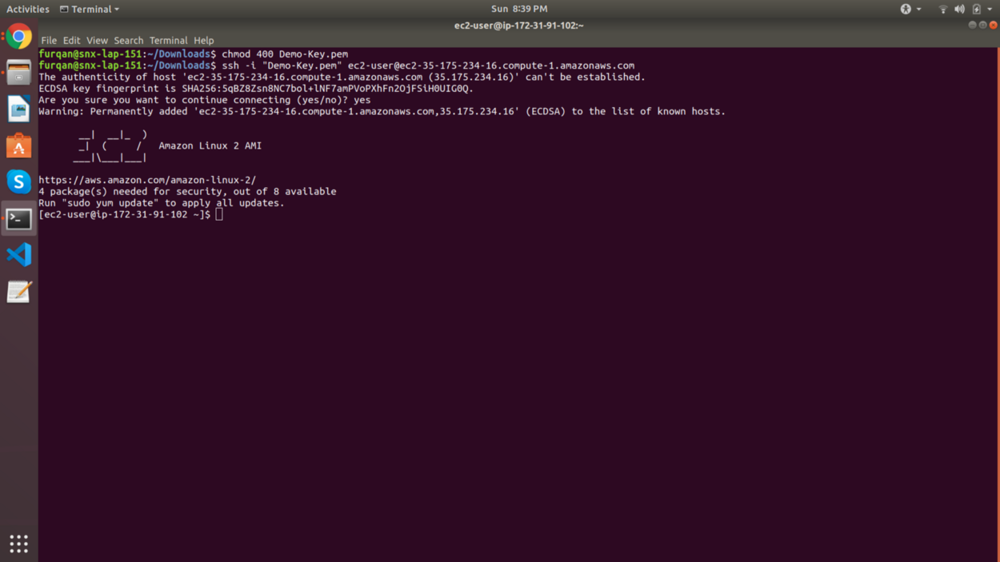 Activities Terminal Sun 8:39 PM
ec2-user@ip-172-31-91-102:~
File Edit View Search Terminal Help
furqan@snx-lap-151:~/Downloads$ chmod 400 Demo-Key.pem
furqan@snx-lap-151:~/Downloads$ ssh -i "Demo-Key.pem" ec2-user@ec2-35-175-234-16.compute-1.amazonaws.com
The authenticity of host 'ec2-35-175-234-16.compute-1.amazonaws.com (35.175.234.16)' can't be established.
ECDSA key fingerprint is SHA256:5qBZ8Zsn8NC7bol+lNF7amPVoPXhFn2OjFSiH0UIG0Q.
Are you sure you want to continue connecting (yes/no)? yes
Warning: Permanently added 'ec2-35-175-234-16.compute-1.amazonaws.com,35.175.234.16' (ECDSA) to the list of known hosts.
       __|  __|_  )
       _|  (     /   Amazon Linux 2 AMI
      ___|\___|___|
https://aws.amazon.com/amazon-linux-2/
4 package(s) needed for security, out of 8 available
Run "sudo yum update" to apply all updates.
[ec2-user@ip-172-31-91-102 ~]$